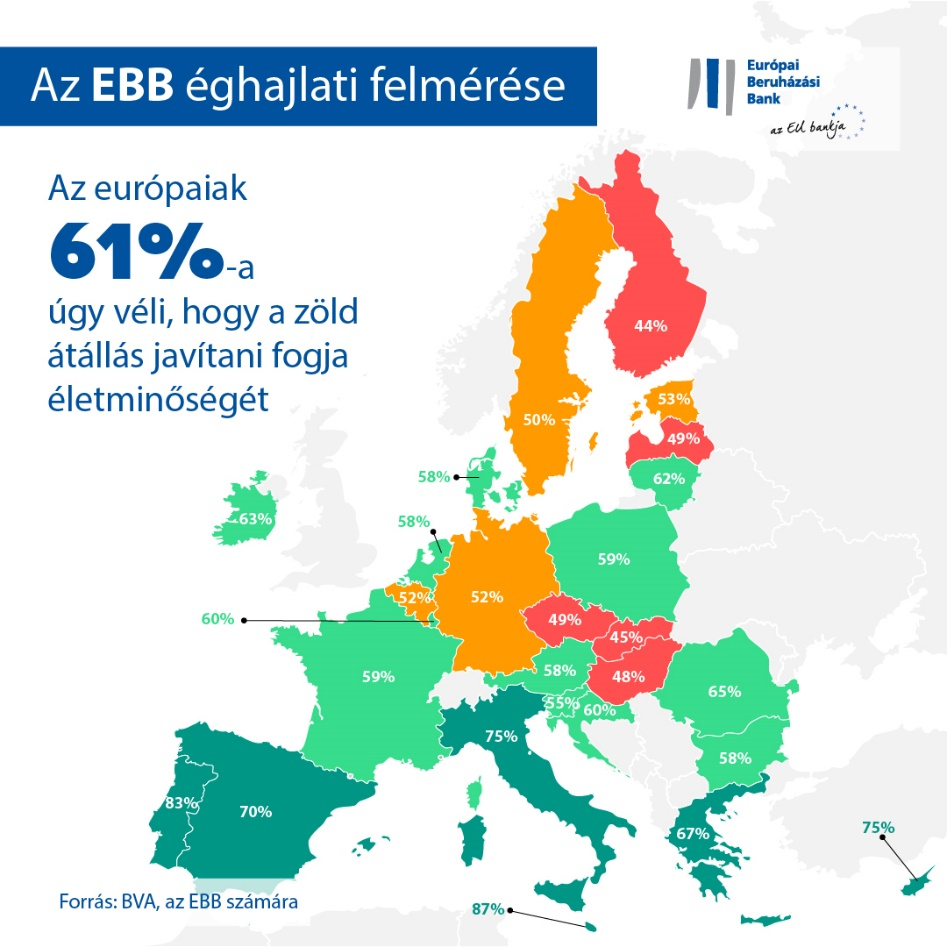 Az EBB éghajlati felmérése
Európai
Beruházási
Bank
az EU bankja
Az európaiak
61%-a
úgy véli, hogy a zöld
átállás javítani fogja
életminőségét
44%
50%
53%
49%
62%
58%
63%
58%
59%
52%
52%
60%
49%
45%
59%
58%
48%
55%
60%
65%
75%
58%
83%
70%
67%
75%
87%
Forrás: BVA, az EBB számára